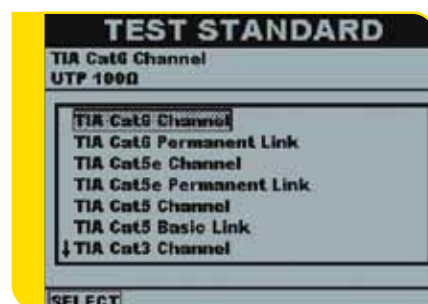 TEST STANDARD
TIA Cat6 Channel
UTP 100Ω
TIA Cat6 Channel
TIA Cat6 Permanent Link
TIA Cat5e Channel
TIA Cat5e Permanent Link
TIA Cat5 Channel
TIA Cat5 Basic Link
↓TIA Cat3 Channel
SELECT